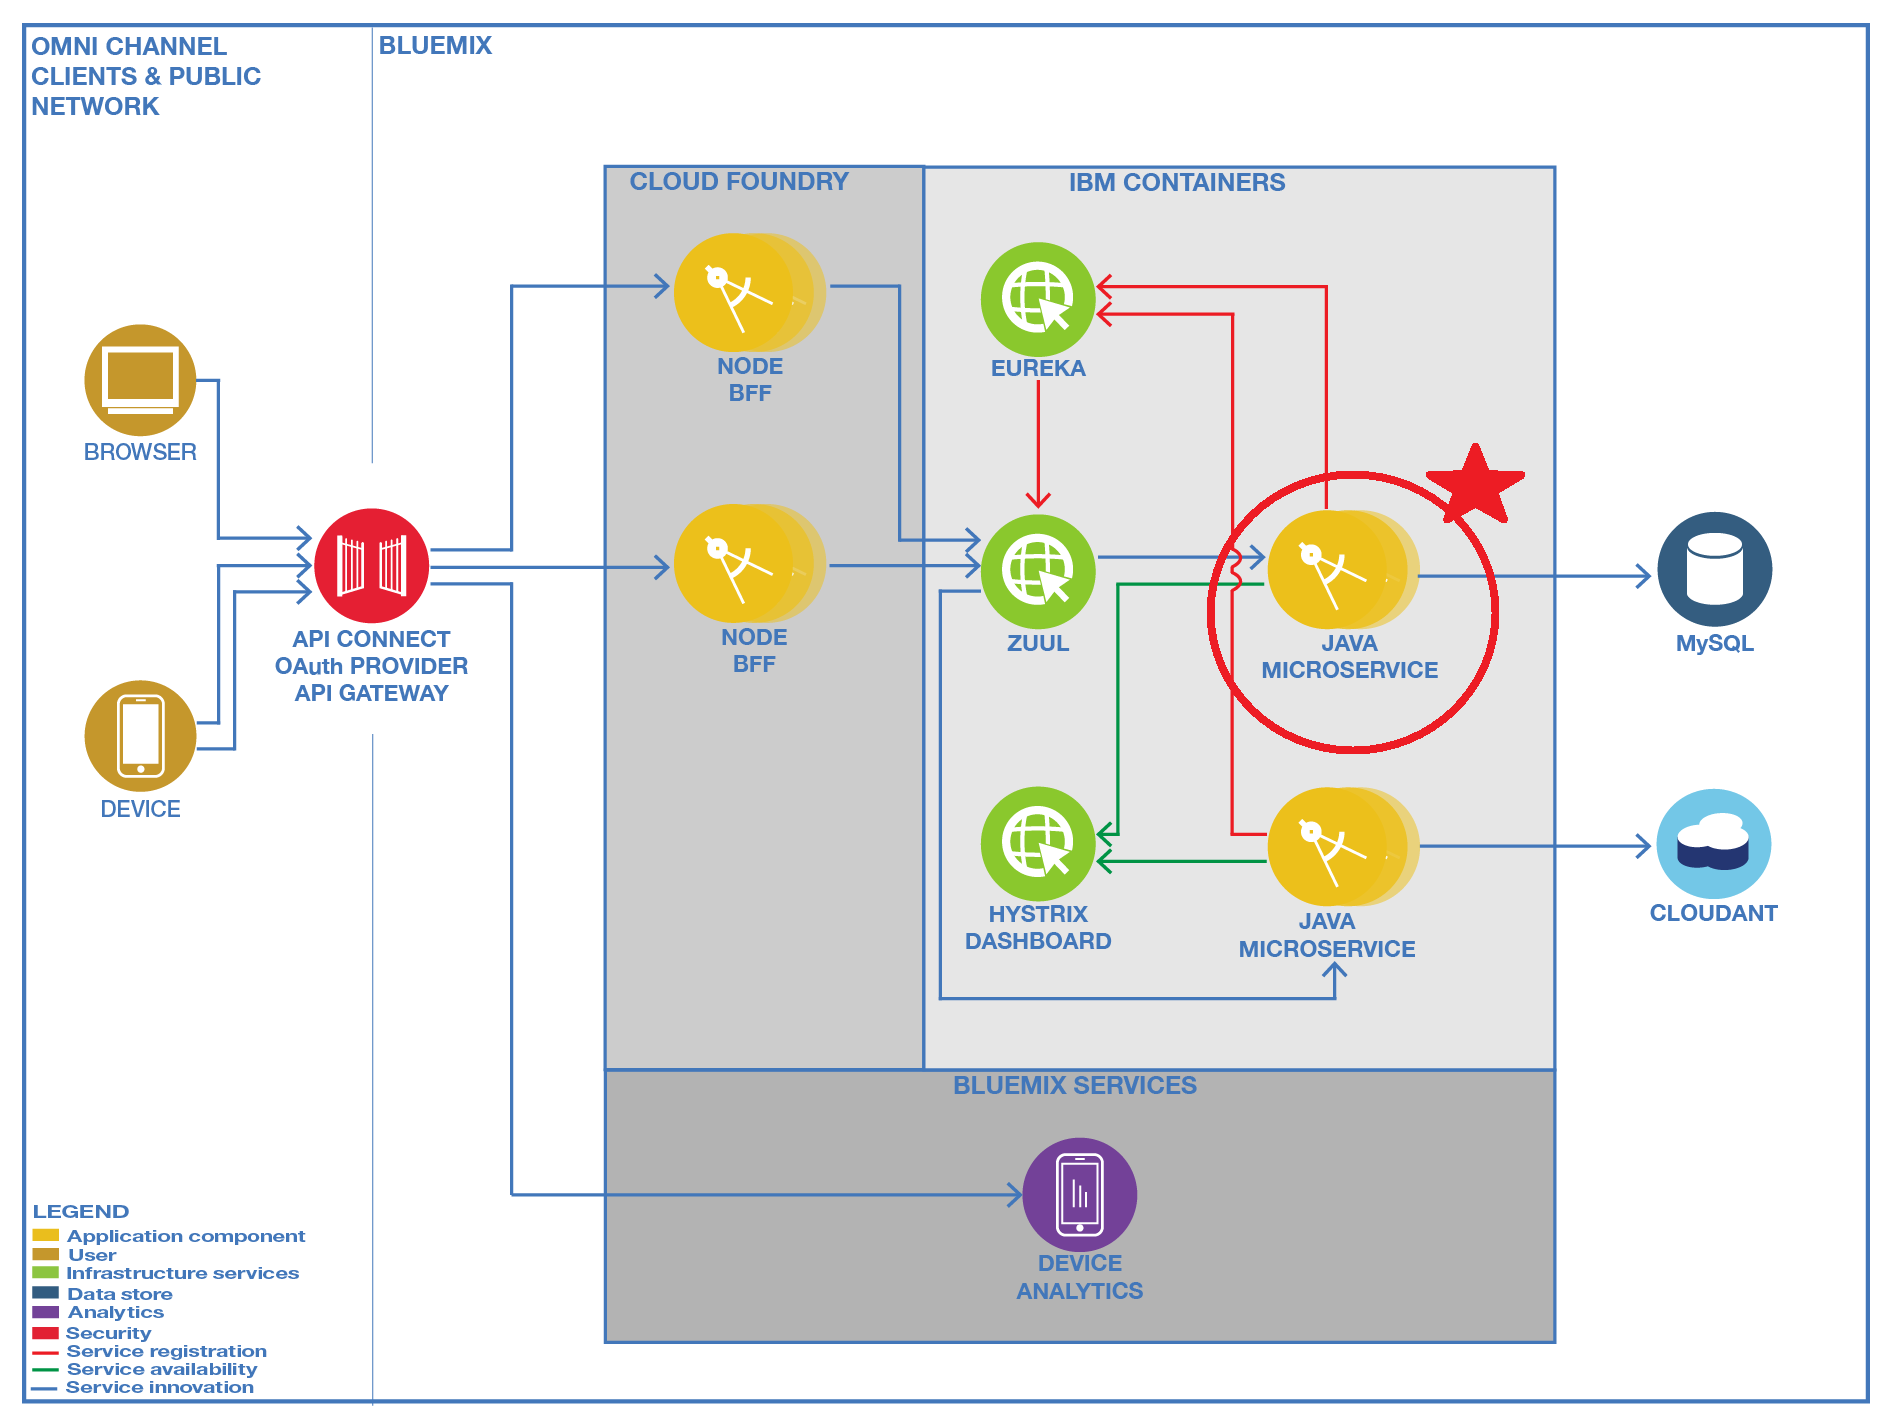 OMNI CHANNEL
CLIENTS & PUBLIC
NETWORK
BLUEMIX
CLOUD FOUNDRY
IBM CONTAINERS
NODE
BFF
EUREKA
BROWSER
NODE
BFF
ZUUL
JAVA
MICROSERVICE
MySQL
API CONNECT
OAuth PROVIDER
API GATEWAY
DEVICE
HYSTRIX
DASHBOARD
JAVA
MICROSERVICE
CLOUDANT
BLUEMIX SERVICES
DEVICE
ANALYTICS
LEGEND
Application component
User
Infrastructure services
Data store
Analytics
Security
Service registration
Service availability
Service innovation